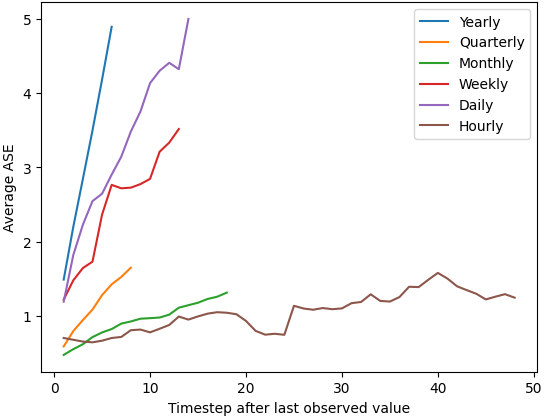 5
4
3
2
1
Average ASE
Yearly
Quarterly
Monthly
Weekly
Daily
Hourly
0 10 20 30 40 50
Timestep after last observed value